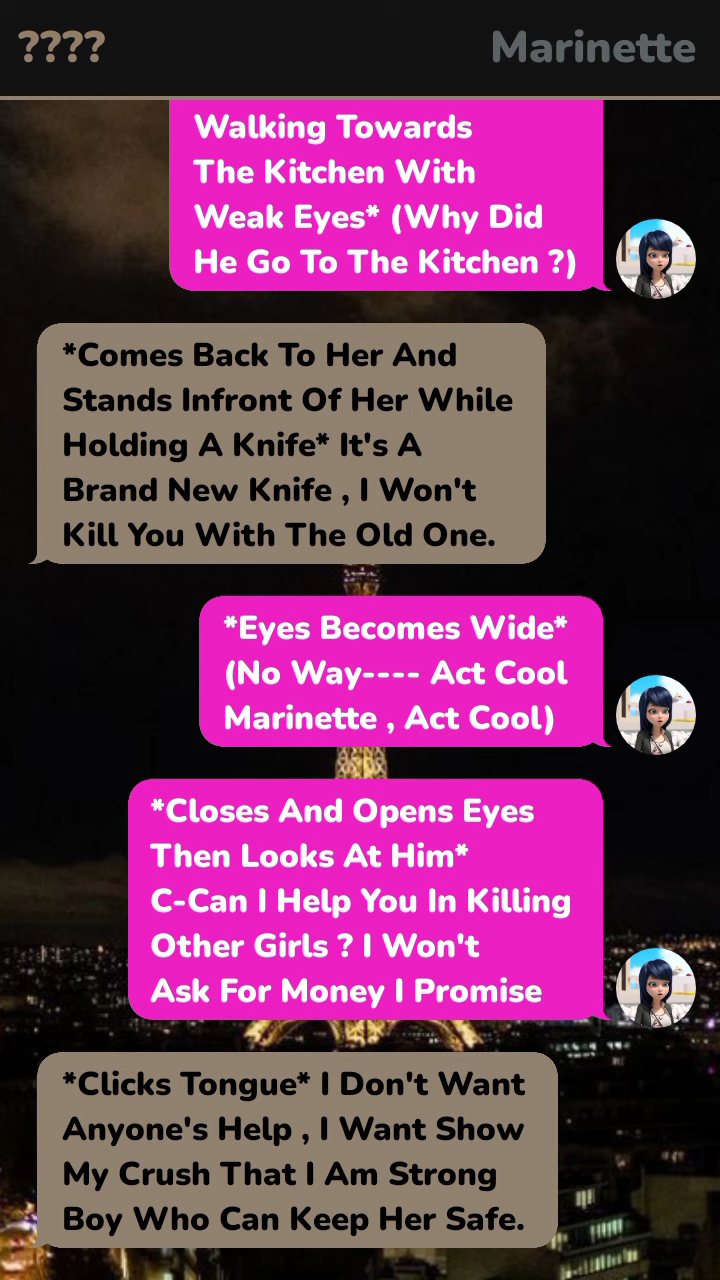 ????
Marinette
Walking Towards
The Kitchen With
Weak Eyes* (Why Did
He Go To The Kitchen ?)
*Comes Back To Her And
Stands Infront Of Her While
Holding A Knife* It's A
Brand New Knife , I Won't
Kill You With The Old One.
*Eyes Becomes Wide*
(No Way---- Act Cool
Marinette , Act Cool)
*Closes And Opens Eyes
Then Looks At Him*
C-Can I Help You In Killing
Other Girls ? I Won't
Ask For Money I Promise
*Clicks Tongue* I Don't Want
Anyone's Help , I Want Show
My Crush That I Am Strong
Boy Who Can Keep Her Safe.